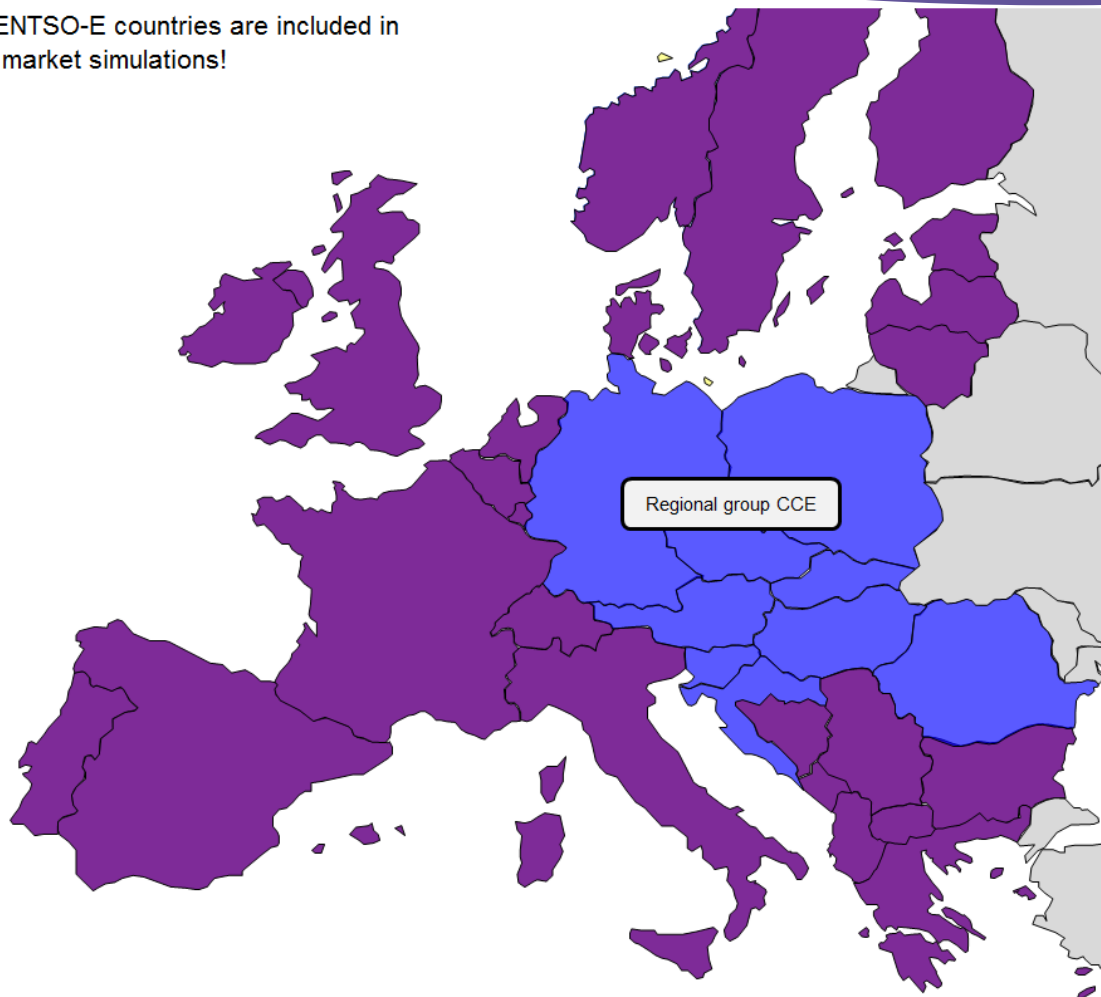 ENTSO-E countries are included in
market simulations!
Regional group CCE